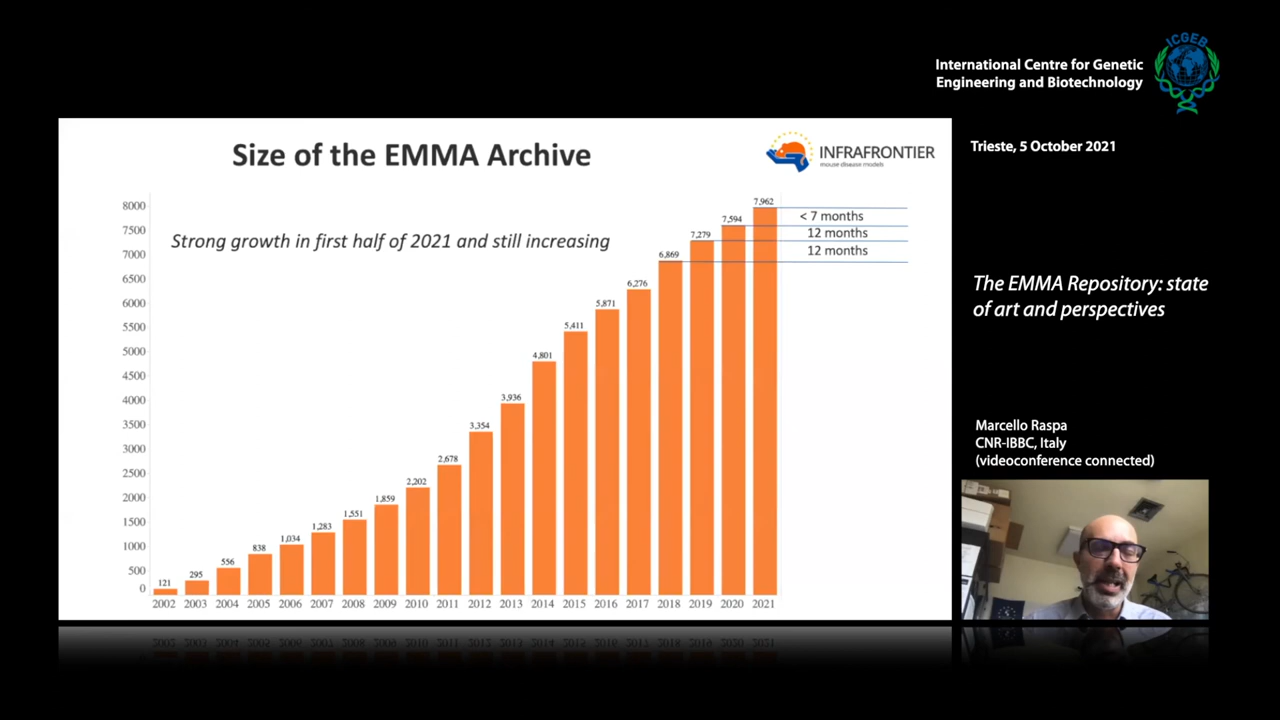 International Centre for Genetic
Engineering and Biotechnology
ICGEB
Trieste, 5 October 2021
Size of the EMMA Archive
INFRAFRONTIER
mouse disease models
Strong growth in first half of 2021 and still increasing
8000
7500
7000
6500
6000
5500
5000
4500
4000
3500
3000
2500
2000
1500
1000
500
0
121
295
556
838
1,034
1,283
1,551
1,859
2,202
2,678
3,354
3,936
4,801
5,411
5,871
6,276
6,869
7,279
7,594
7,962
< 7 months
12 months
12 months
2002 2003 2004 2005 2006 2007 2008 2009 2010 2011 2012 2013 2014 2015 2016 2017 2018 2019 2020 2021
The EMMA Repository: state
of art and perspectives
Marcello Raspa
CNR-IBBC, Italy
(videoconference connected)